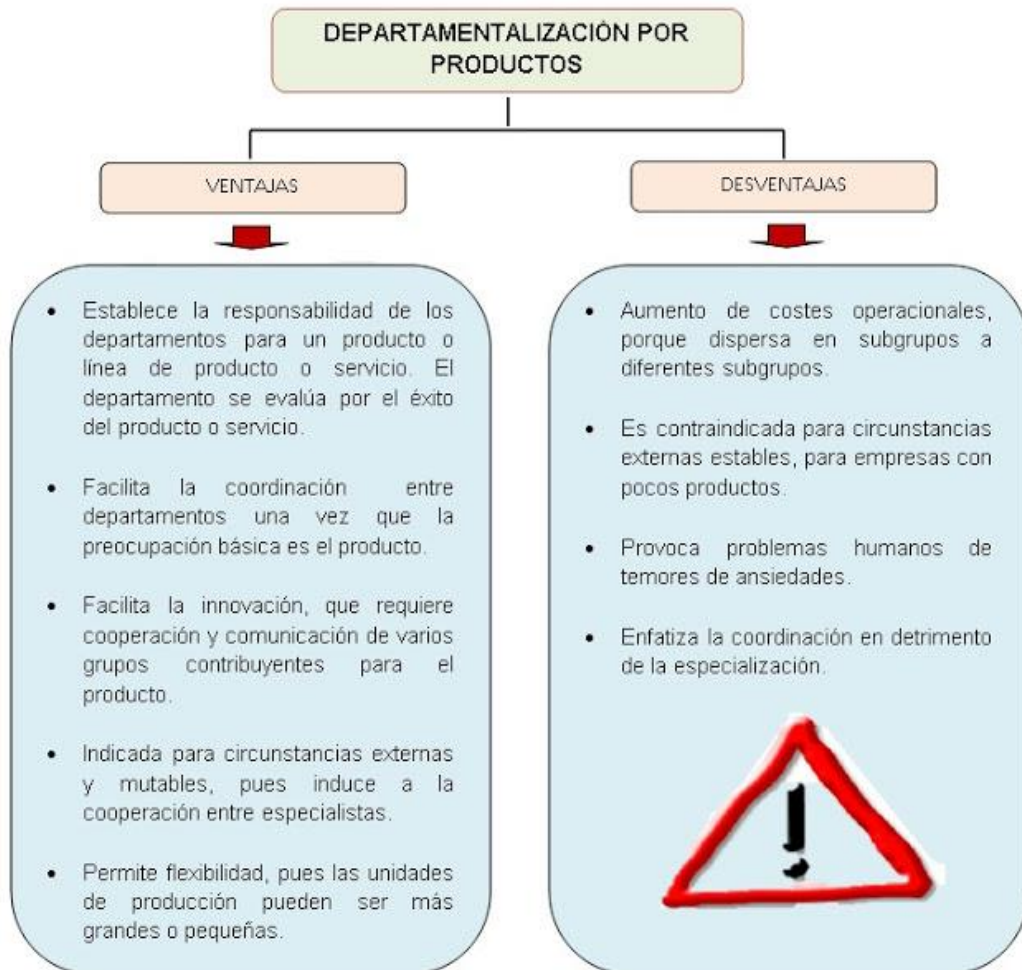 DEPARTAMENTALIZACIÓN POR
PRODUCTOS
VENTAJAS
DESVENTAJAS
• Establece la responsabilidad de los
departamentos para un producto o
línea de producto o servicio. El
departamento se evalúa por el éxito
del producto o servicio.
• Facilita la coordinación entre
departamentos una vez que la
preocupación básica es el producto.
• Facilita la innovación, que requiere
cooperación y comunicación de varios
grupos contribuyentes para el
producto.
• Indicada para circunstancias externas
y mutables, pues induce a la
cooperación entre especialistas.
• Permite flexibilidad, pues las unidades
de producción pueden ser más
grandes o pequeñas.
• Aumento de costes operacionales,
porque dispersa en subgrupos a
diferentes subgrupos.
• Es contraindicada para circunstancias
externas estables, para empresas con
pocos productos.
• Provoca problemas humanos de
temores de ansiedades.
• Enfatiza la coordinación en detrimento
de la especialización.
!